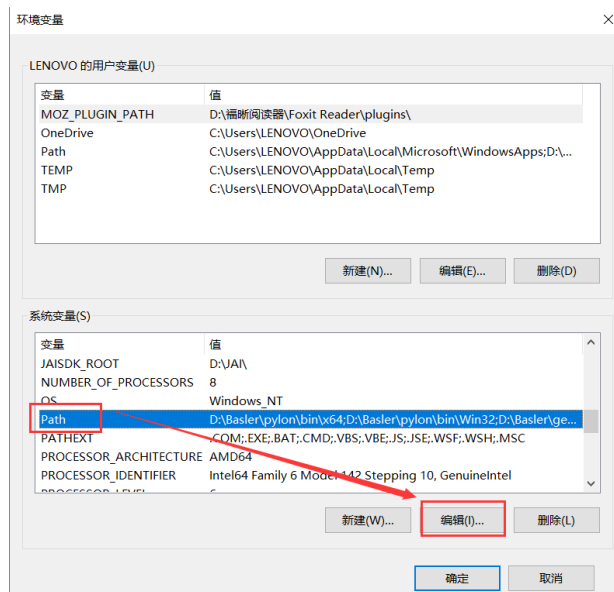 环境变量
LENOVO 的用户变量(U)
变量 值
MOZ_PLUGIN_PATH D:\福昕阅读器\Foxit Reader\plugins\
OneDrive C:\Users\LENOVO\OneDrive
Path C:\Users\LENOVO\AppData\Local\Microsoft\WindowsApps;D:\...
TEMP C:\Users\LENOVO\AppData\Local\Temp
TMP C:\Users\LENOVO\AppData\Local\Temp
新建(N)... 编辑(E)... 删除(D)
系统变量(S)
变量 值
JAISDK_ROOT D:\JAI\
NUMBER_OF_PROCESSORS 8
OS Windows_NT
Path D:\Basler\pylon\bin\x64;D:\Basler\pylon\bin\Win32;D:\Basler\ge...
PATHEXT .COM;.EXE;.BAT;.CMD;.VBS;.VBE;.JS;.JSE;.WSF;.WSH;.MSC
PROCESSOR_ARCHITECTURE AMD64
PROCESSOR_IDENTIFIER Intel64 Family 6 Model 142 Stepping 10, GenuineIntel
PROCESSOR_LEVEL 6
新建(W)... 编辑(I)... 删除(L)
确定 取消